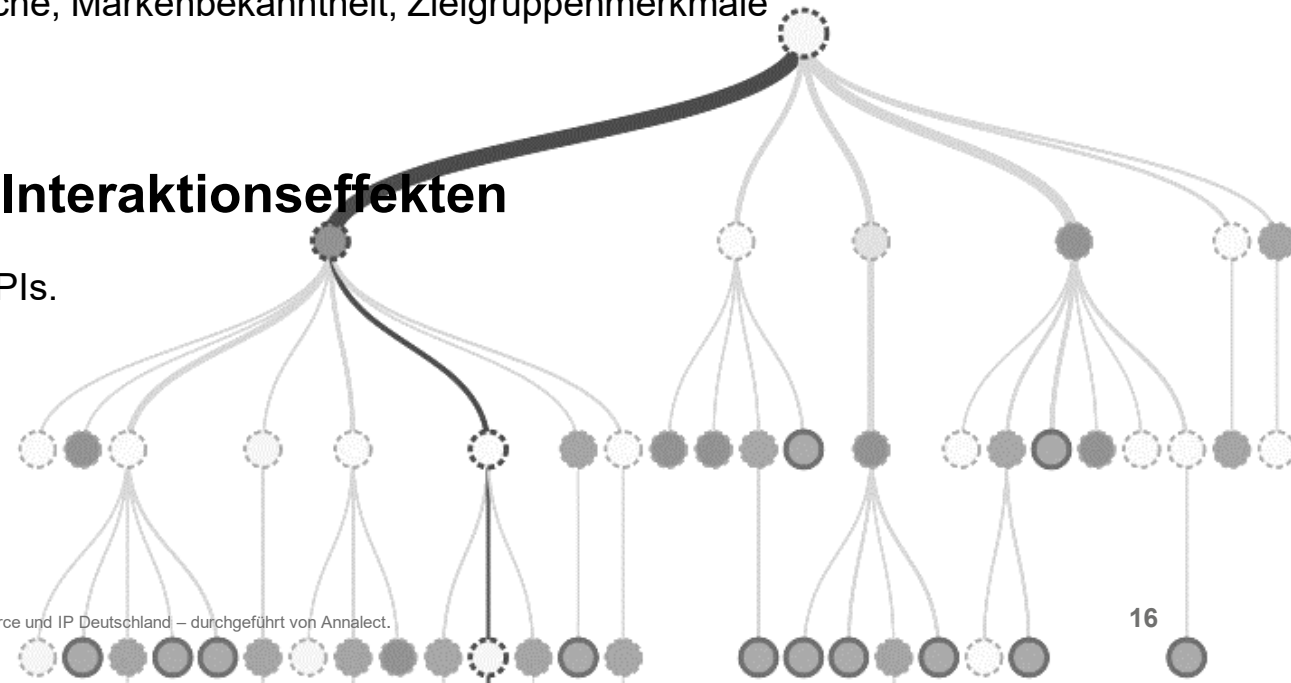 che, Markenbekanntheit, Zielgruppenmerkmale
Interaktionseffekten
PIs.
rce und IP Deutschland – durchgeführt von Annalect.
16